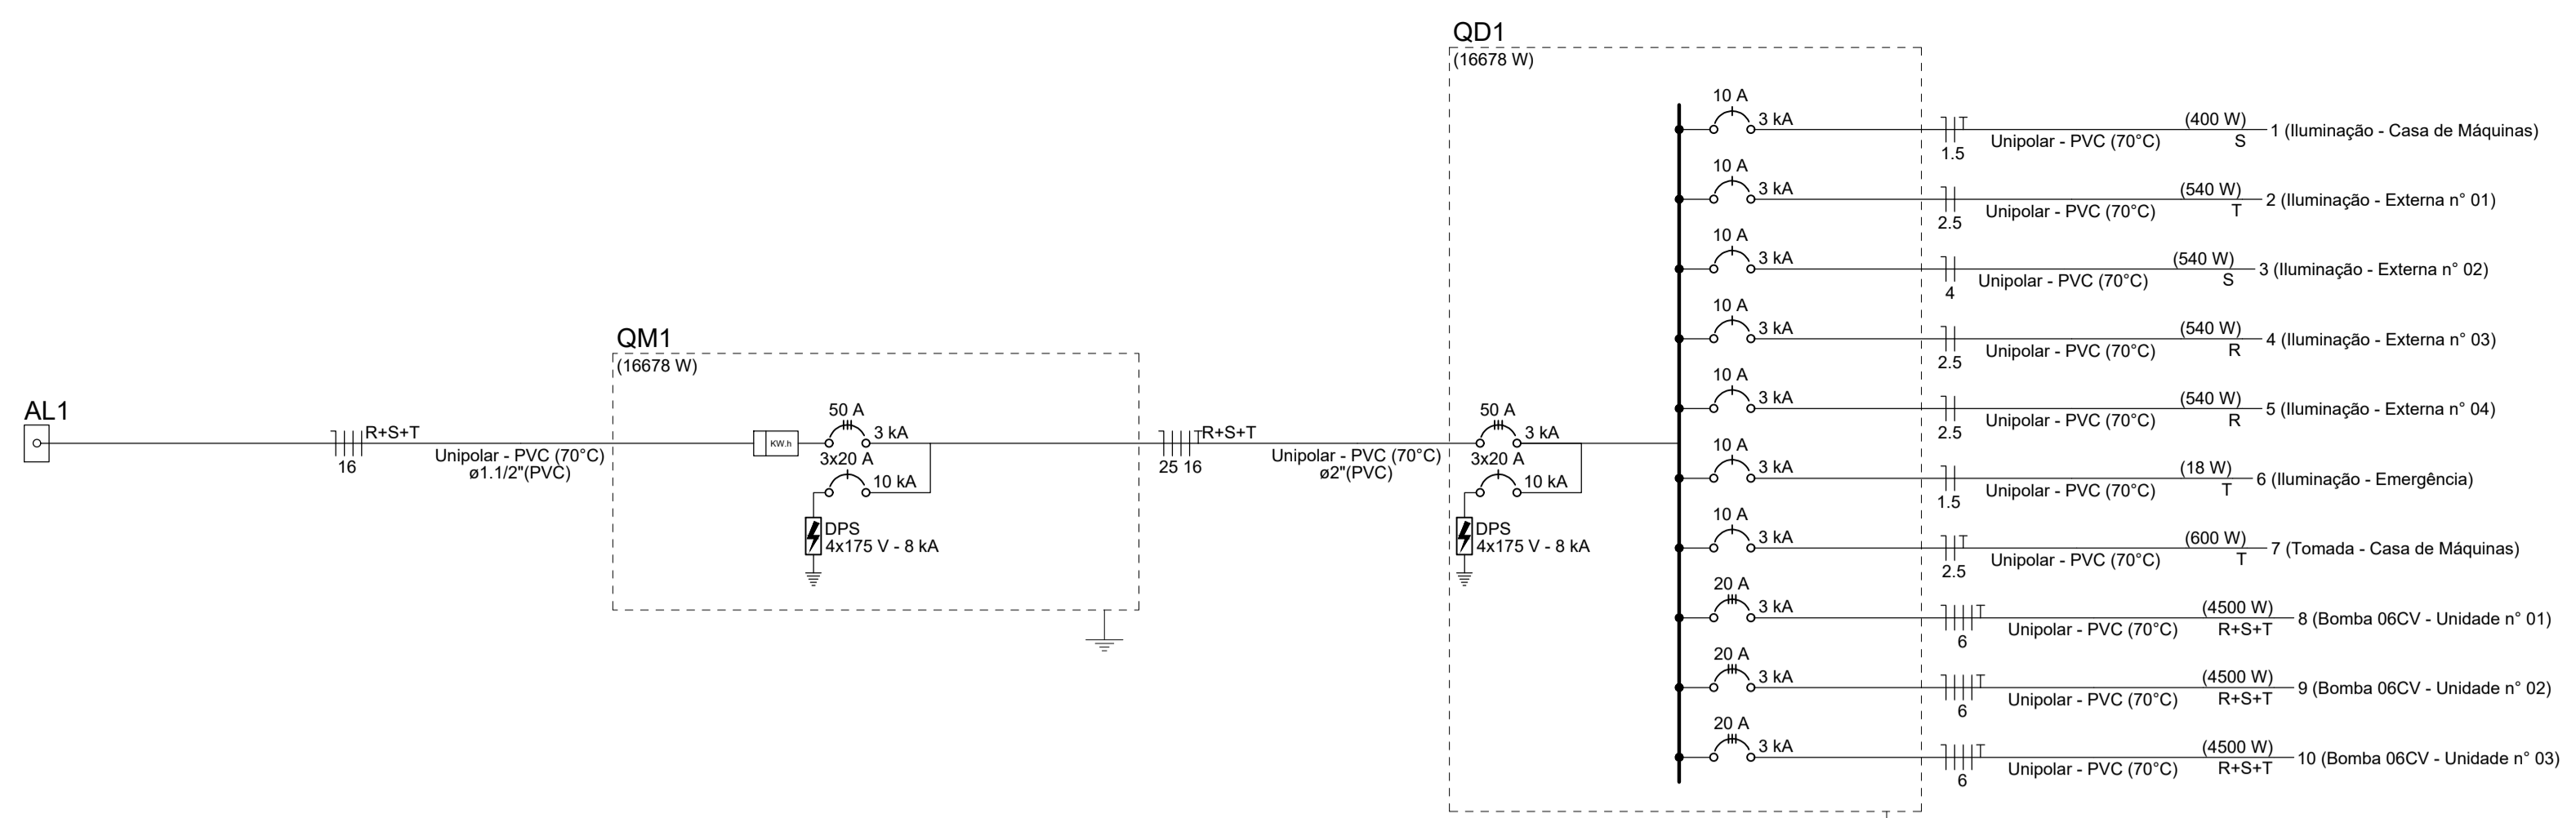 AL1
R+S+T
16
Unipolar - PVC (70°C)
ø1.1/2"(PVC)
QM1
(16678 W)
KW.h
50 A
3 kA
3x20 A
10 kA
DPS
4x175 V - 8 kA
R+S+T
25 16
Unipolar - PVC (70°C)
ø2"(PVC)
QD1
(16678 W)
50 A
3 kA
3x20 A
10 kA
DPS
4x175 V - 8 kA
10 A
3 kA
T
1.5
Unipolar - PVC (70°C)
(400 W)
S
1 (Iluminação - Casa de Máquinas)
10 A
3 kA
2.5
Unipolar - PVC (70°C)
(540 W)
T
2 (Iluminação - Externa n° 01)
10 A
3 kA
4
Unipolar - PVC (70°C)
(540 W)
S
3 (Iluminação - Externa n° 02)
10 A
3 kA
2.5
Unipolar - PVC (70°C)
(540 W)
R
4 (Iluminação - Externa n° 03)
10 A
3 kA
2.5
Unipolar - PVC (70°C)
(540 W)
R
5 (Iluminação - Externa n° 04)
10 A
3 kA
1.5
Unipolar - PVC (70°C)
(18 W)
T
6 (Iluminação - Emergência)
10 A
3 kA
T
2.5
Unipolar - PVC (70°C)
(600 W)
T
7 (Tomada - Casa de Máquinas)
20 A
3 kA
T
6
Unipolar - PVC (70°C)
(4500 W)
R+S+T
8 (Bomba 06CV - Unidade n° 01)
20 A
3 kA
T
6
Unipolar - PVC (70°C)
(4500 W)
R+S+T
9 (Bomba 06CV - Unidade n° 02)
20 A
3 kA
T
6
Unipolar - PVC (70°C)
(4500 W)
R+S+T
10 (Bomba 06CV - Unidade n° 03)